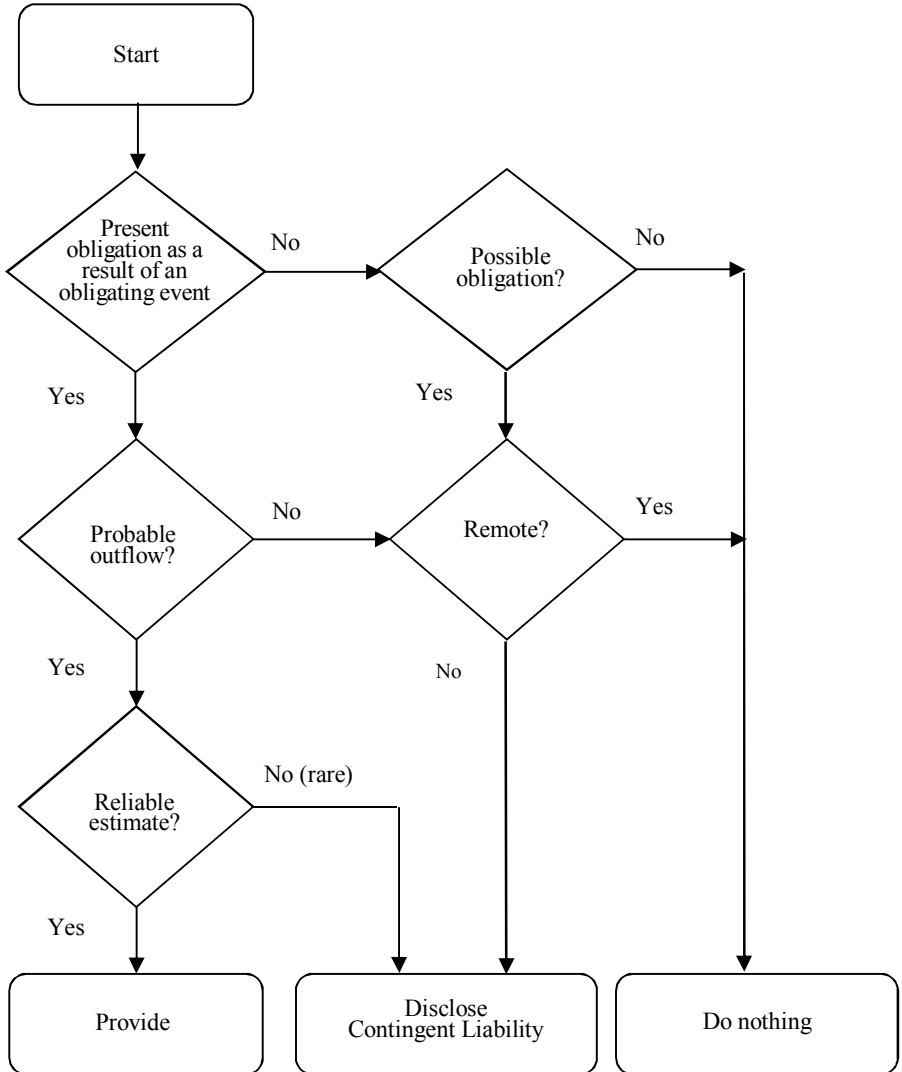 Start
Present
obligation as a
result of an
obligating event
No
Possible
obligation?
No
Yes
Yes
Probable
outflow?
No
Remote?
Yes
Yes
No
Reliable
estimate?
No (rare)
Yes
Provide
Disclose
Contingent Liability
Do nothing